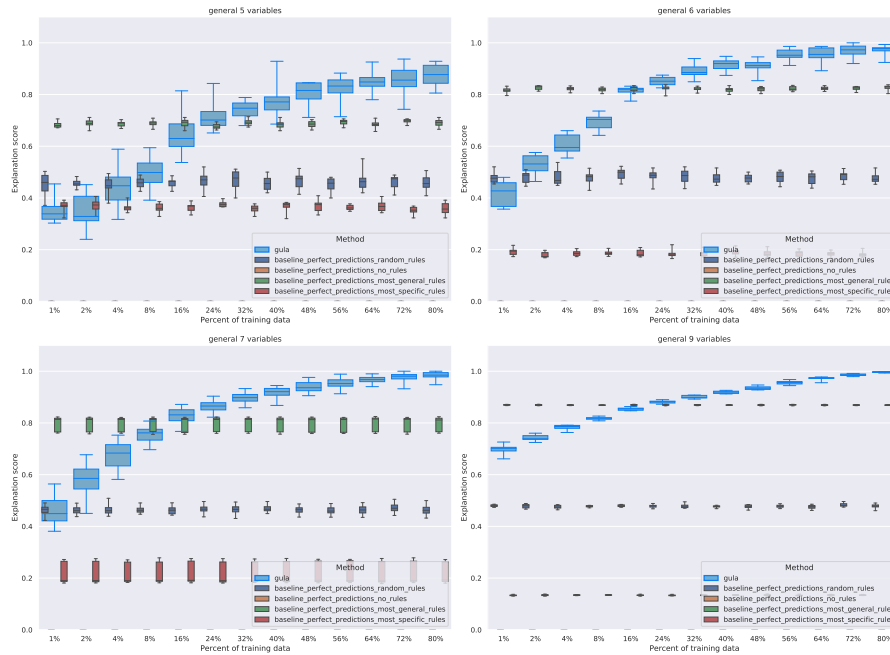 general 5 variables
1.0
0.8
0.6
0.4
0.2
0.0
Explanation score
1% 2% 4% 8% 16% 24% 32% 40% 48% 56% 64% 72% 80%
Percent of training data
Method
gula
baseline_perfect_predictions_random_rules
baseline_perfect_predictions_no_rules
baseline_perfect_predictions_most_general_rules
baseline_perfect_predictions_most_specific_rules
general 6 variables
1.0
0.8
0.6
0.4
0.2
0.0
Explanation score
1% 2% 4% 8% 16% 24% 32% 40% 48% 56% 64% 72% 80%
Percent of training data
Method
gula
baseline_perfect_predictions_random_rules
baseline_perfect_predictions_no_rules
baseline_perfect_predictions_most_general_rules
baseline_perfect_predictions_most_specific_rules
general 7 variables
1.0
0.8
0.6
0.4
0.2
0.0
Explanation score
1% 2% 4% 8% 16% 24% 32% 40% 48% 56% 64% 72% 80%
Percent of training data
Method
gula
baseline_perfect_predictions_random_rules
baseline_perfect_predictions_no_rules
baseline_perfect_predictions_most_general_rules
baseline_perfect_predictions_most_specific_rules
general 9 variables
1.0
0.8
0.6
0.4
0.2
0.0
Explanation score
1% 2% 4% 8% 16% 24% 32% 40% 48% 56% 64% 72% 80%
Percent of training data
Method
gula
baseline_perfect_predictions_random_rules
baseline_perfect_predictions_no_rules
baseline_perfect_predictions_most_general_rules
baseline_perfect_predictions_most_specific_rules